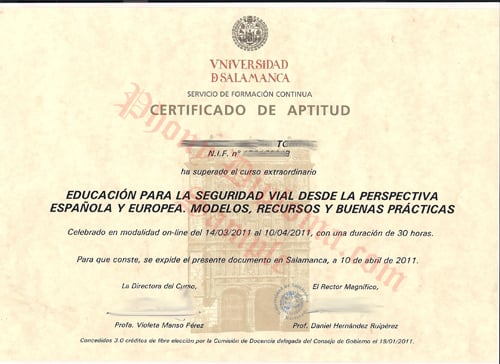 VNIVERSIDAD
D SALAMANCA
SERVICIO DE FORMACIÓN CONTINUA
CERTIFICADO DE APTITUD
TO
N.I.F. nº
ha superado el curso extraordinario
EDUCACIÓN PARA LA SEGURIDAD VIAL DESDE LA PERSPECTIVA
ESPAÑOLA Y EUROPEA. MODELOS, RECURSOS Y BUENAS PRÁCTICAS
Celebrado en modalidad on-line del 14/03/2011 al 10/04/2011, con una duración de 30 horas.
Para que conste, se expide el presente documento en Salamanca, a 10 de abril de 2011.
La Directora del Curso,
El Rector Magnífico,
Profa. Violeta Manso Pérez
Prof. Daniel Hernández Ruipérez
Concedidos 3.0 créditos de libre elección por la Comisión de Docencia delegada del Consejo de Gobierno el 18/01/2011.